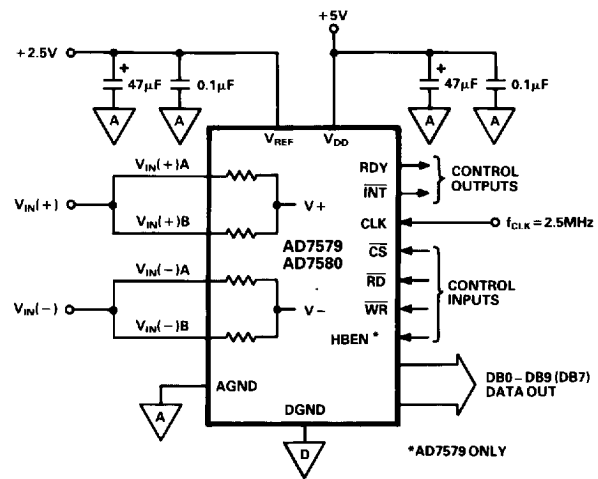 +5V
+2.5V
+
47μF
0.1μF
+
47μF
0.1μF
A
A
A
A
VREF
VDD
RDY
CONTROL
OUTPUTS
INT
VIN(+)A
VIN(+)
V+
VIN(+)B
CLK
fCLK = 2.5MHz
AD7579
AD7580
CS
VIN(−)A
RD
CONTROL
INPUTS
VIN(−)
V−
WR
VIN(−)B
HBEN *
AGND
A
DB0 – DB9 (DB7)
DATA OUT
DGND
D
*AD7579 ONLY